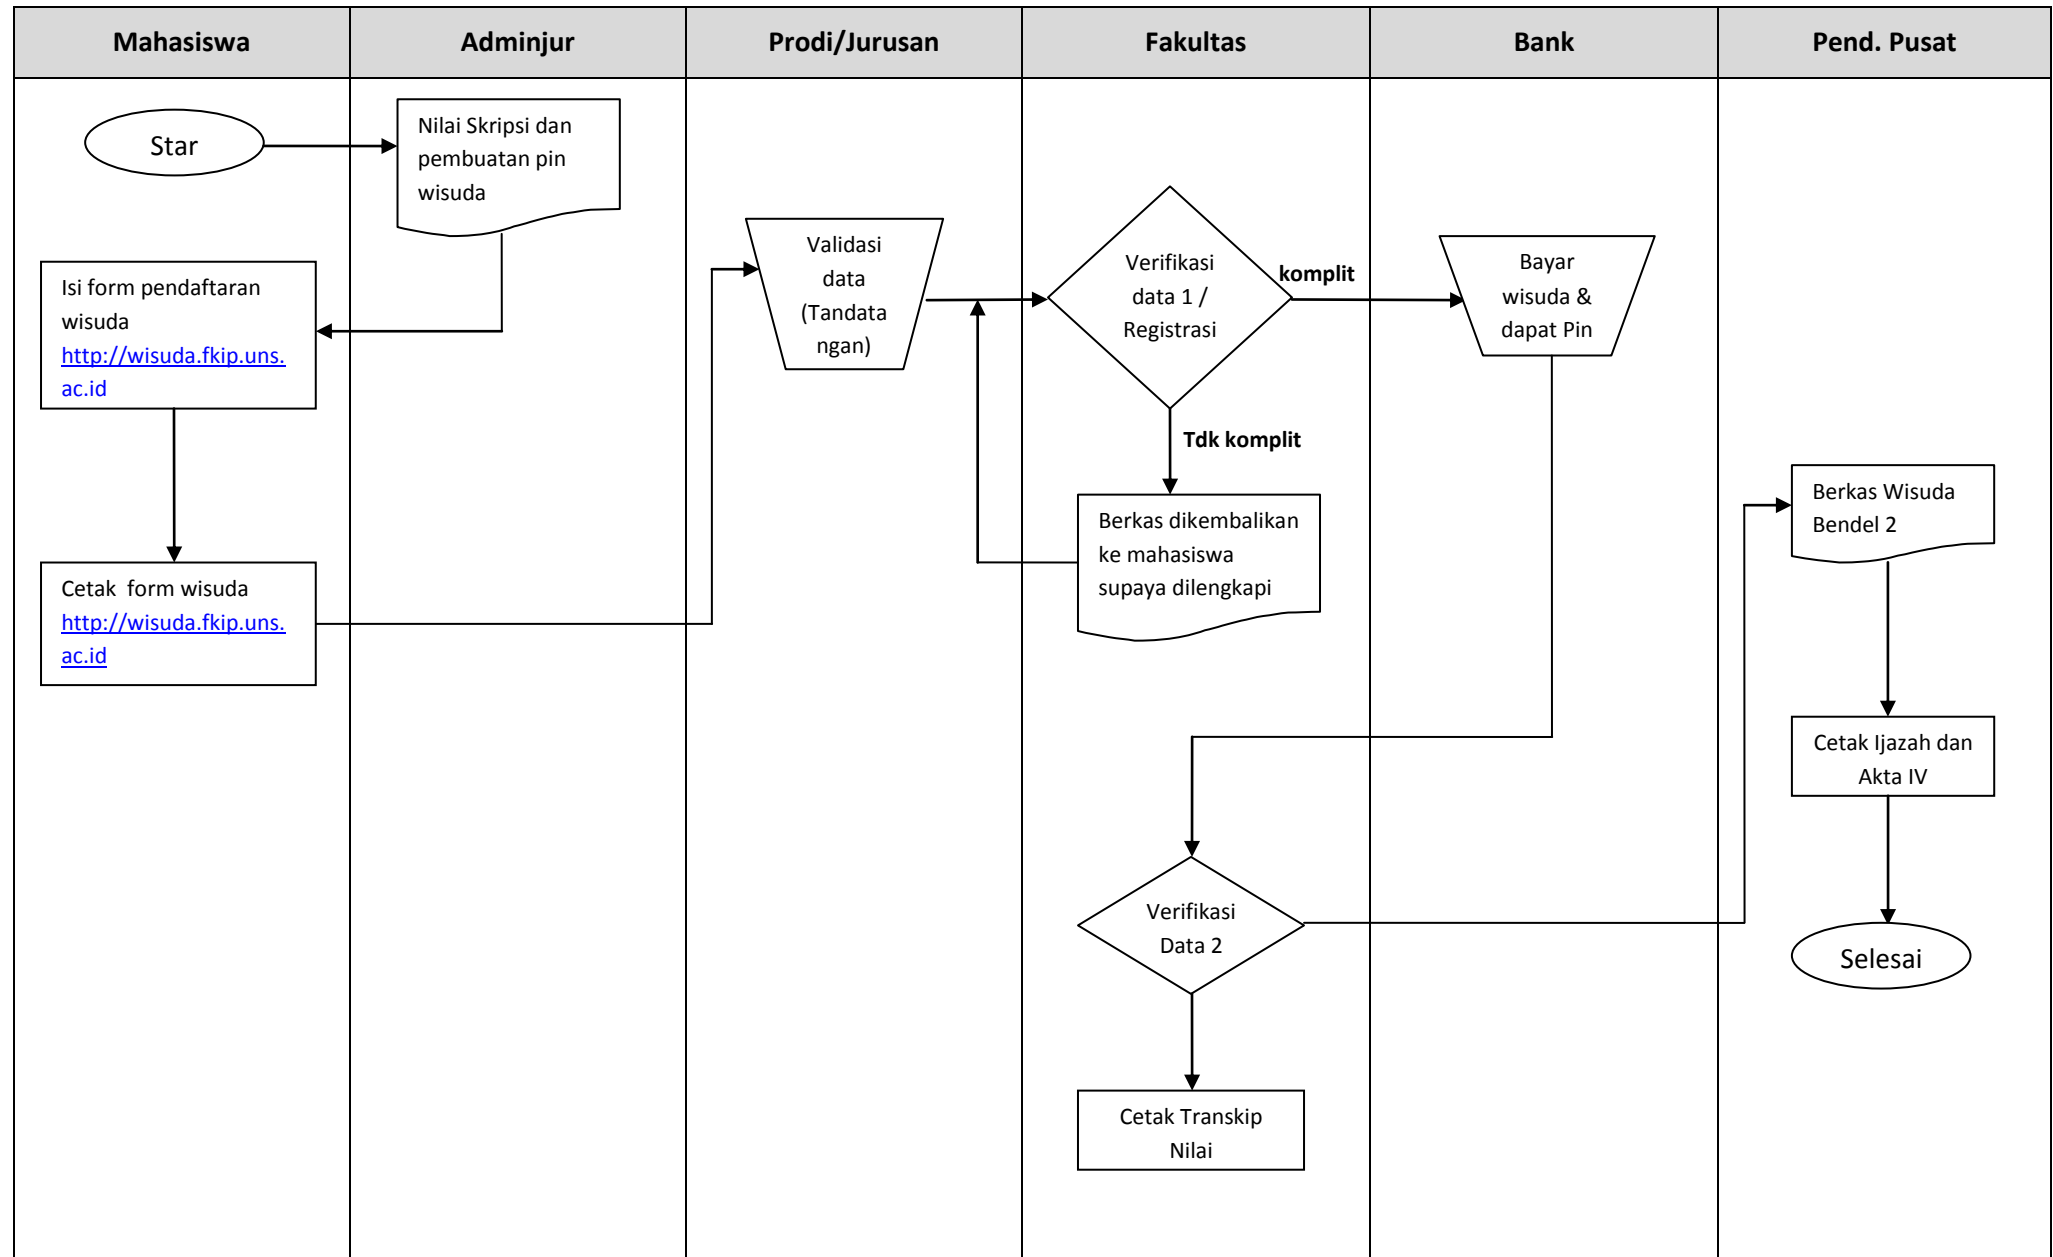 Mahasiswa
Adminjur
Prodi/Jurusan
Fakultas
Bank
Pend. Pusat
Star
Nilai Skripsi dan
pembuatan pin
wisuda
Isi form pendaftaran
wisuda
http://wisuda.fkip.uns.
ac.id
Cetak  form wisuda
http://wisuda.fkip.uns.
ac.id
Validasi
data
(Tandata
ngan)
Verifikasi
data 1 /
Registrasi
komplit
Tdk komplit
Berkas dikembalikan
ke mahasiswa
supaya dilengkapi
Bayar
wisuda &
dapat Pin
Verifikasi
Data 2
Cetak Transkip
Nilai
Berkas Wisuda
Bendel 2
Cetak Ijazah dan
Akta IV
Selesai